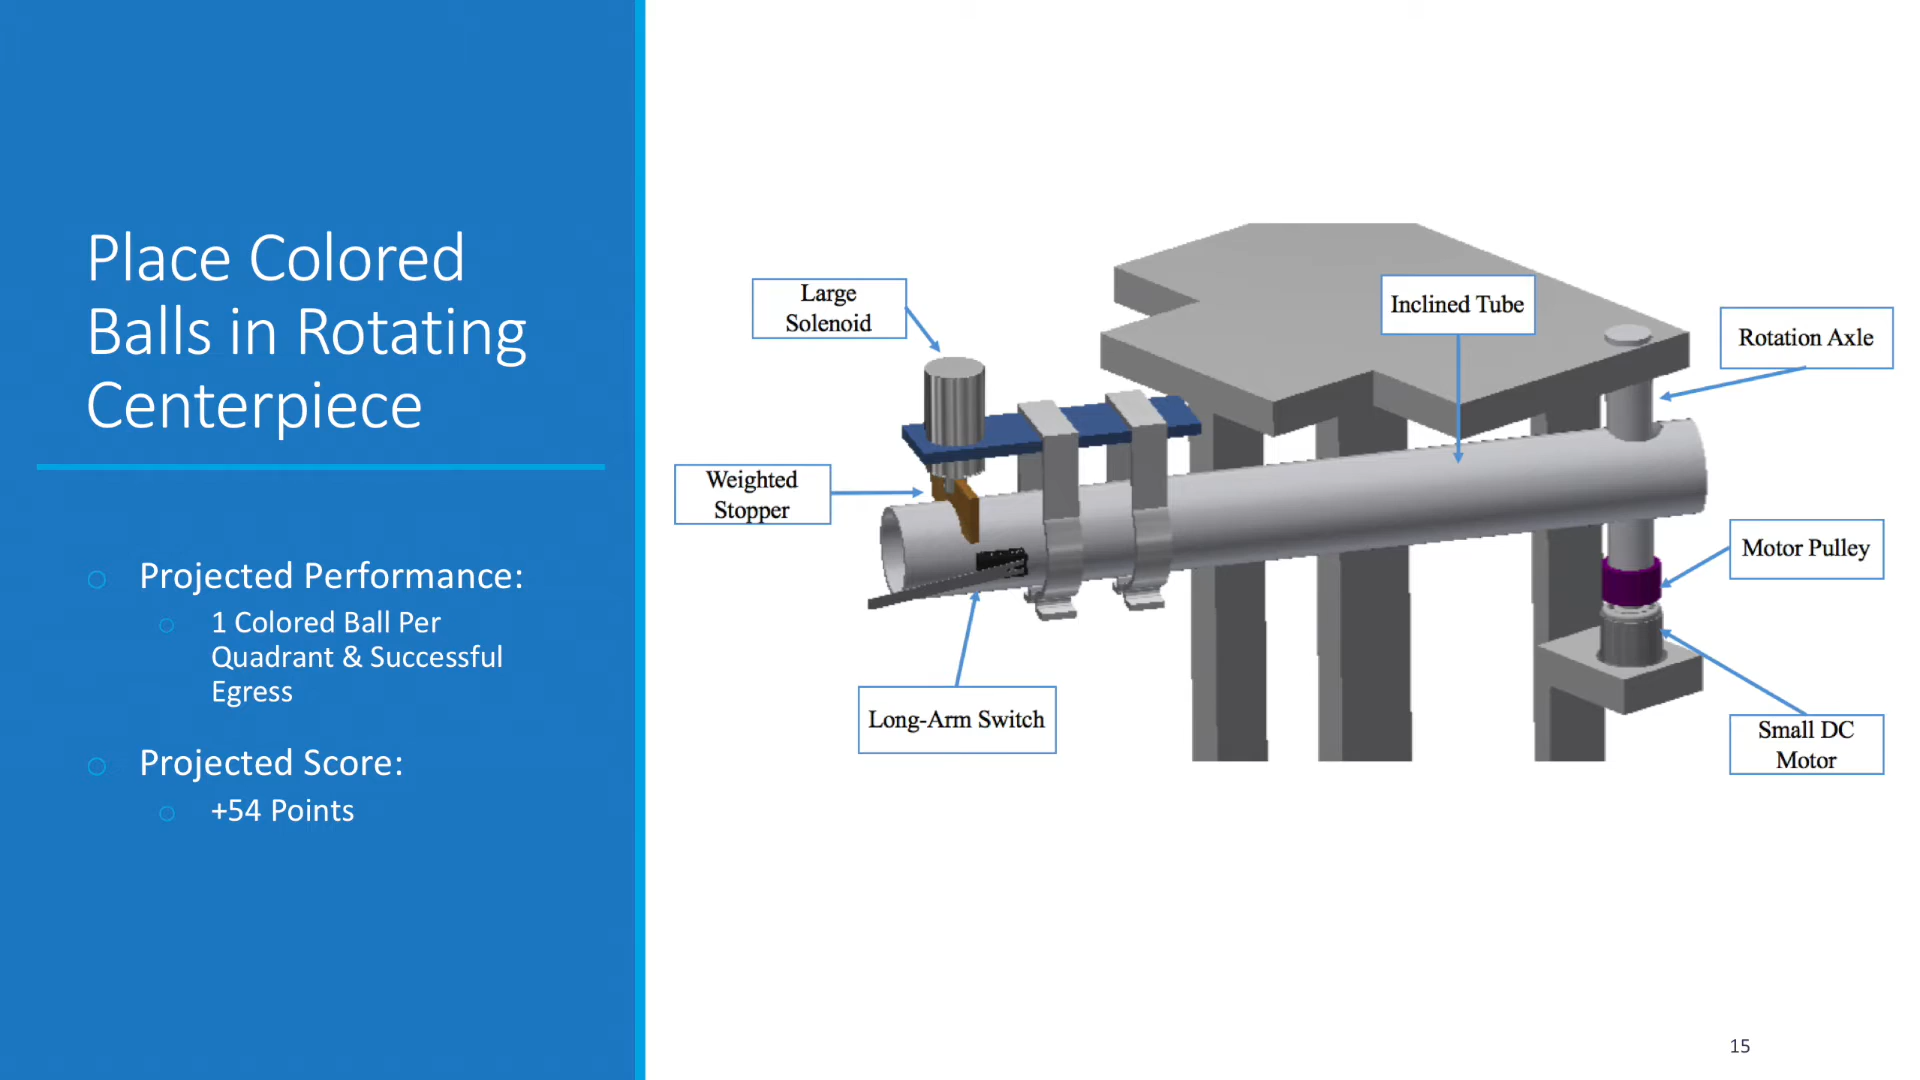 Place Colored
Balls in Rotating
Centerpiece
Projected Performance:
1 Colored Ball Per
Quadrant & Successful
Egress
Projected Score:
+54 Points
Large
Solenoid
Inclined Tube
Rotation Axle
Weighted
Stopper
Motor Pulley
Long-Arm Switch
Small DC
Motor
15